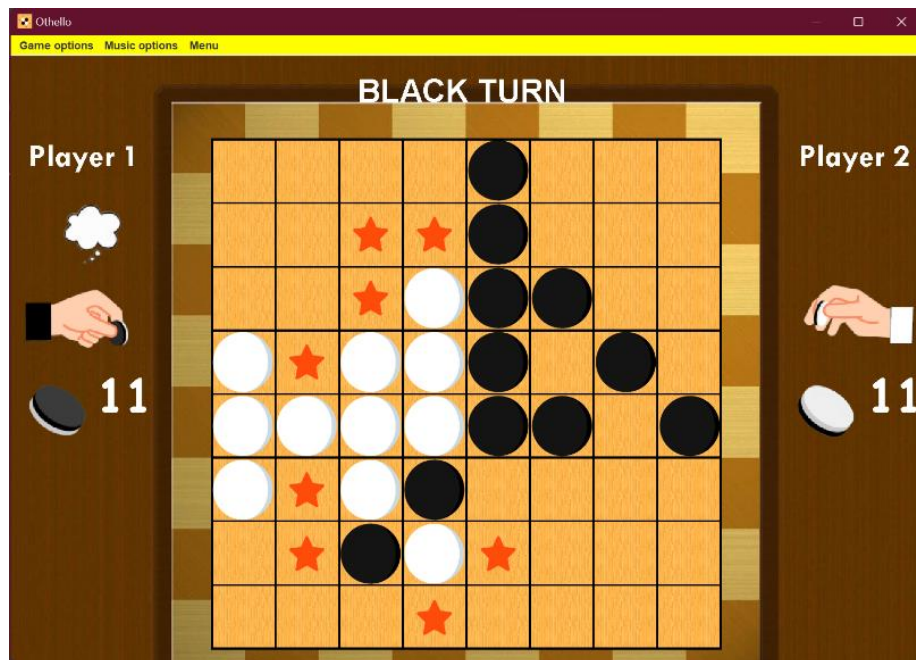 Othello
Game options Music options Menu
BLACK TURN
Player 1
Player 2
11
11